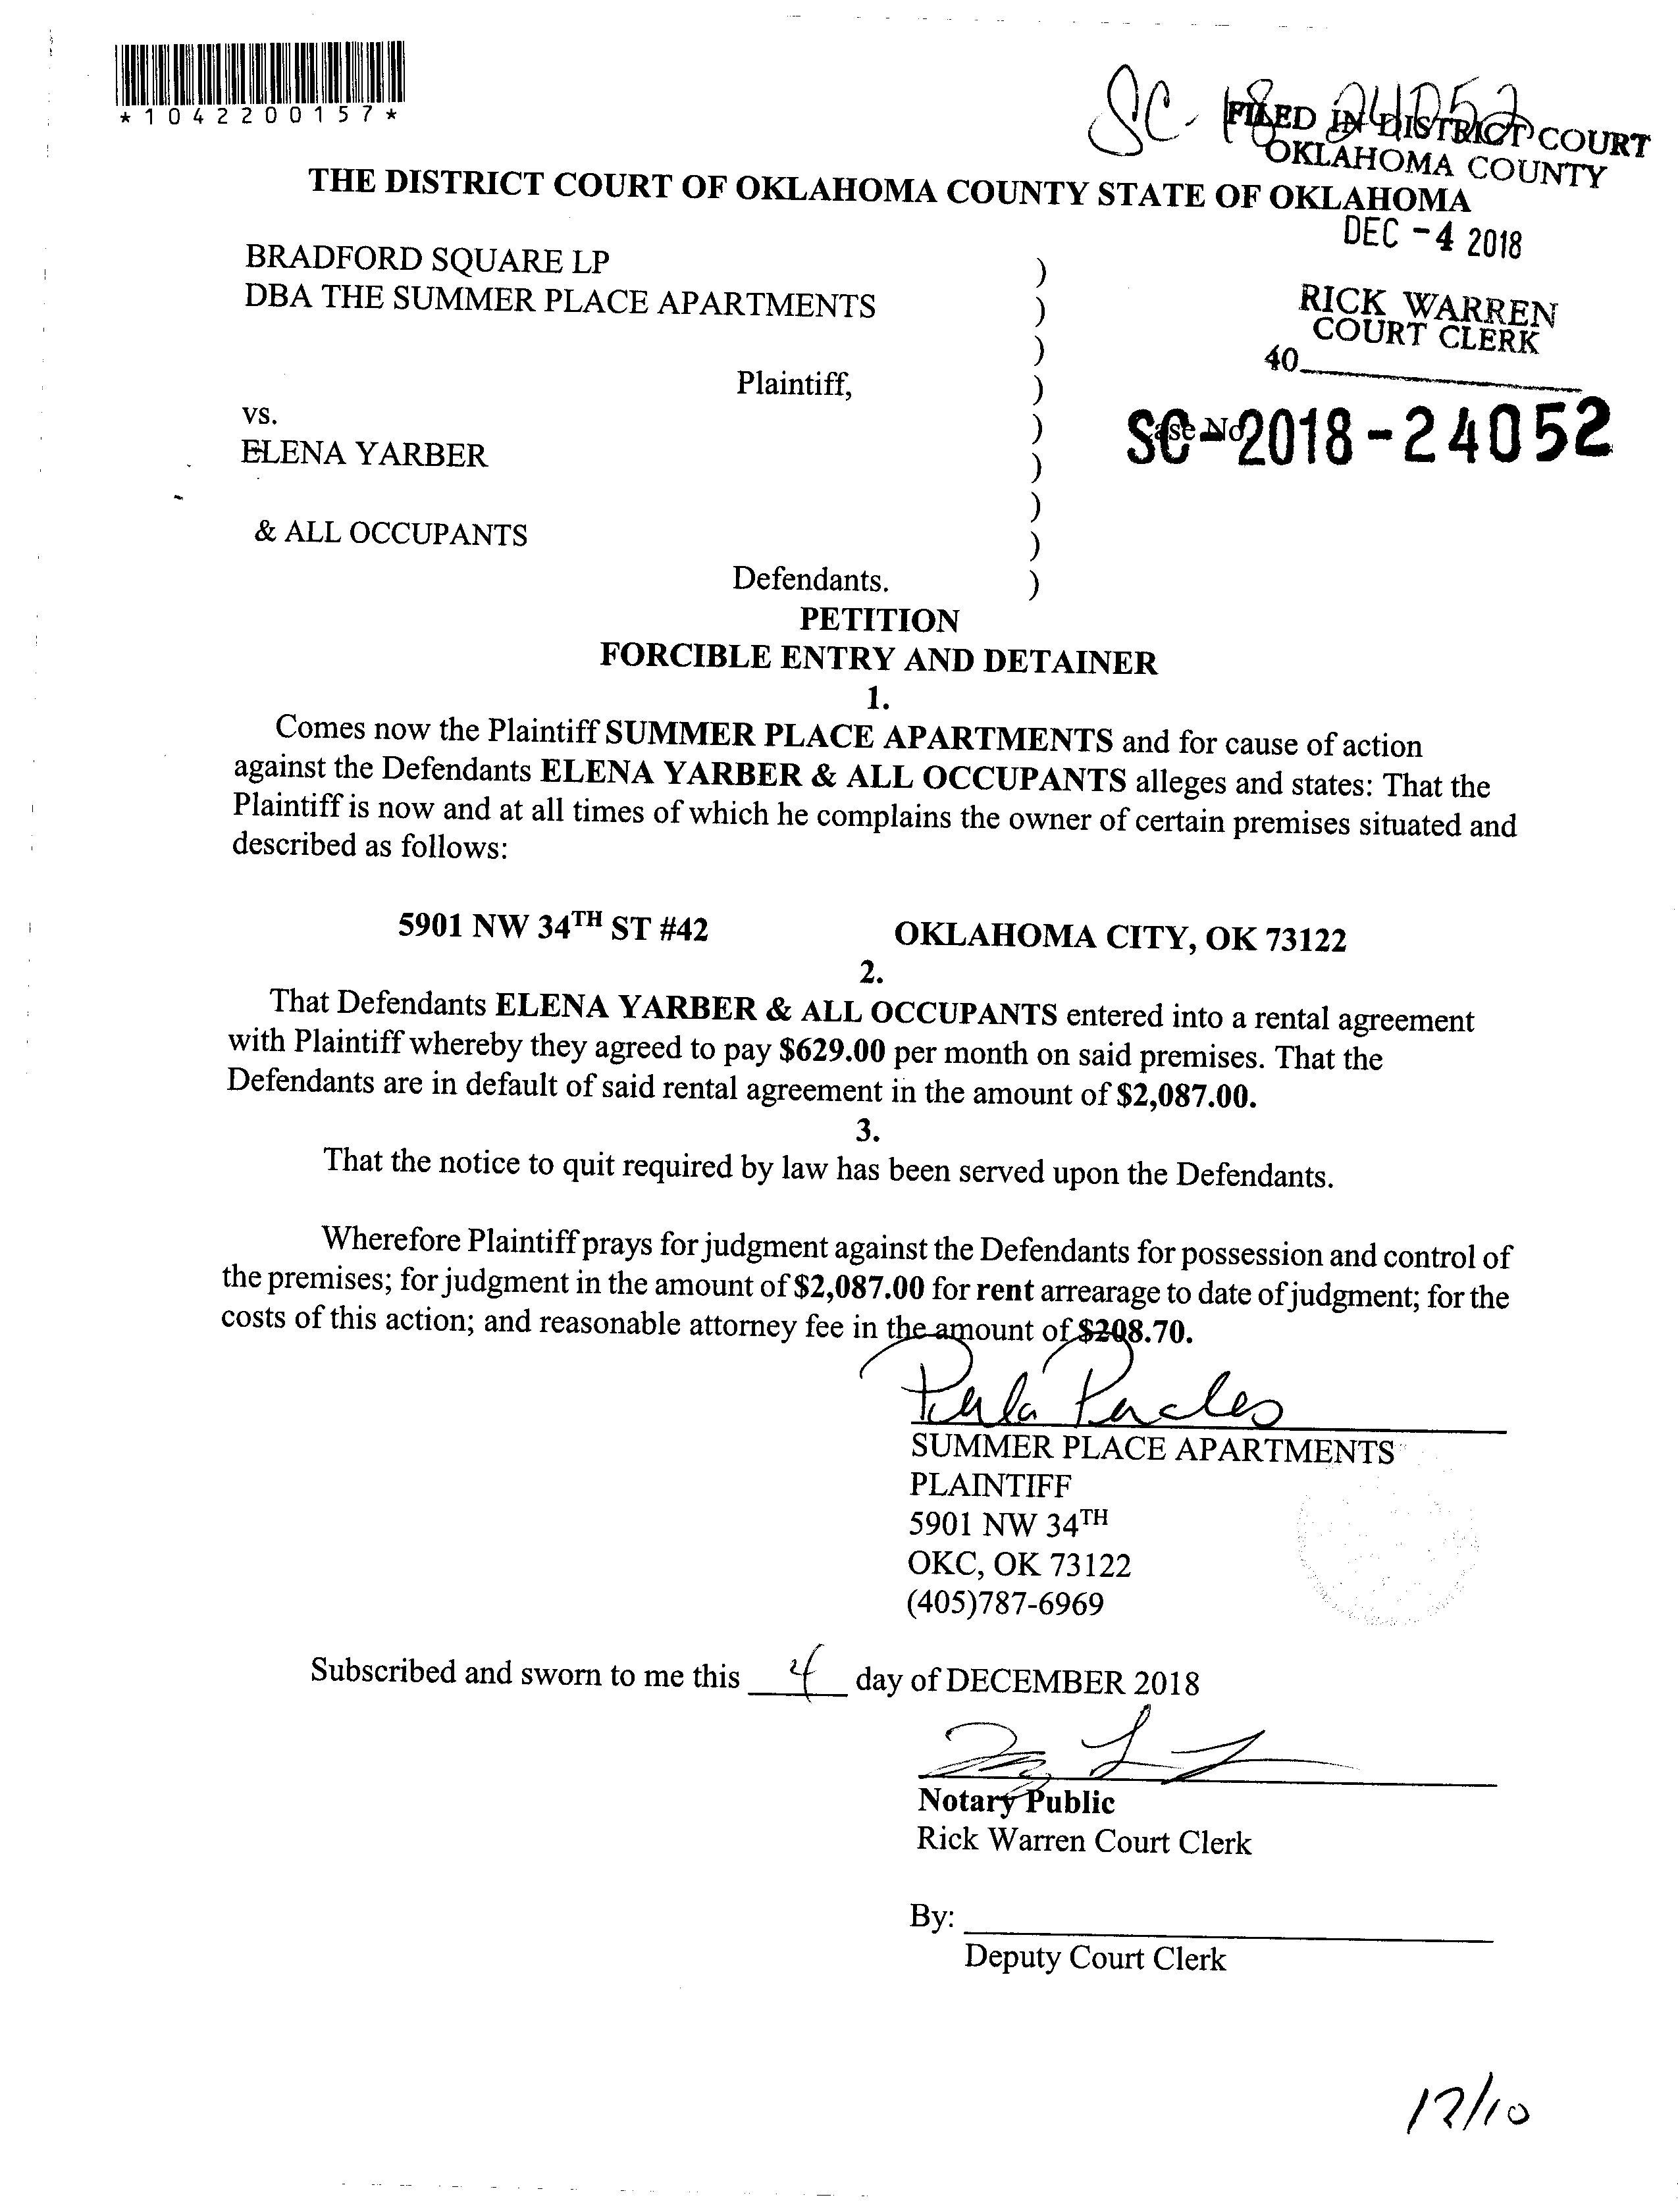 *1042200157*
SC-18-24052
FILED IN DISTRICT COURT
OKLAHOMA COUNTY
THE DISTRICT COURT OF OKLAHOMA COUNTY STATE OF OKLAHOMA
DEC -4 2018
BRADFORD SQUARE LP )
DBA THE SUMMER PLACE APARTMENTS )
RICK WARREN
COURT CLERK
)
40
Plaintiff, )
vs. )
SC-2018-24052
ELENA YARBER )
)
& ALL OCCUPANTS )
Defendants. )
PETITION
FORCIBLE ENTRY AND DETAINER
1.
Comes now the Plaintiff SUMMER PLACE APARTMENTS and for cause of action
against the Defendants ELENA YARBER & ALL OCCUPANTS alleges and states: That the
Plaintiff is now and at all times of which he complains the owner of certain premises situated and
described as follows:
5901 NW 34TH ST #42 OKLAHOMA CITY, OK 73122
2.
That Defendants ELENA YARBER & ALL OCCUPANTS entered into a rental agreement
with Plaintiff whereby they agreed to pay $629.00 per month on said premises. That the
Defendants are in default of said rental agreement in the amount of $2,087.00.
3.
That the notice to quit required by law has been served upon the Defendants.
Wherefore Plaintiff prays for judgment against the Defendants for possession and control of
the premises; for judgment in the amount of $2,087.00 for rent arrearage to date of judgment; for the
costs of this action; and reasonable attorney fee in the amount of $208.70.
SUMMER PLACE APARTMENTS
PLAINTIFF
5901 NW 34TH
OKC, OK 73122
(405)787-6969
Subscribed and sworn to me this 4 day of DECEMBER 2018
Notary Public
Rick Warren Court Clerk
By:
Deputy Court Clerk
12/10